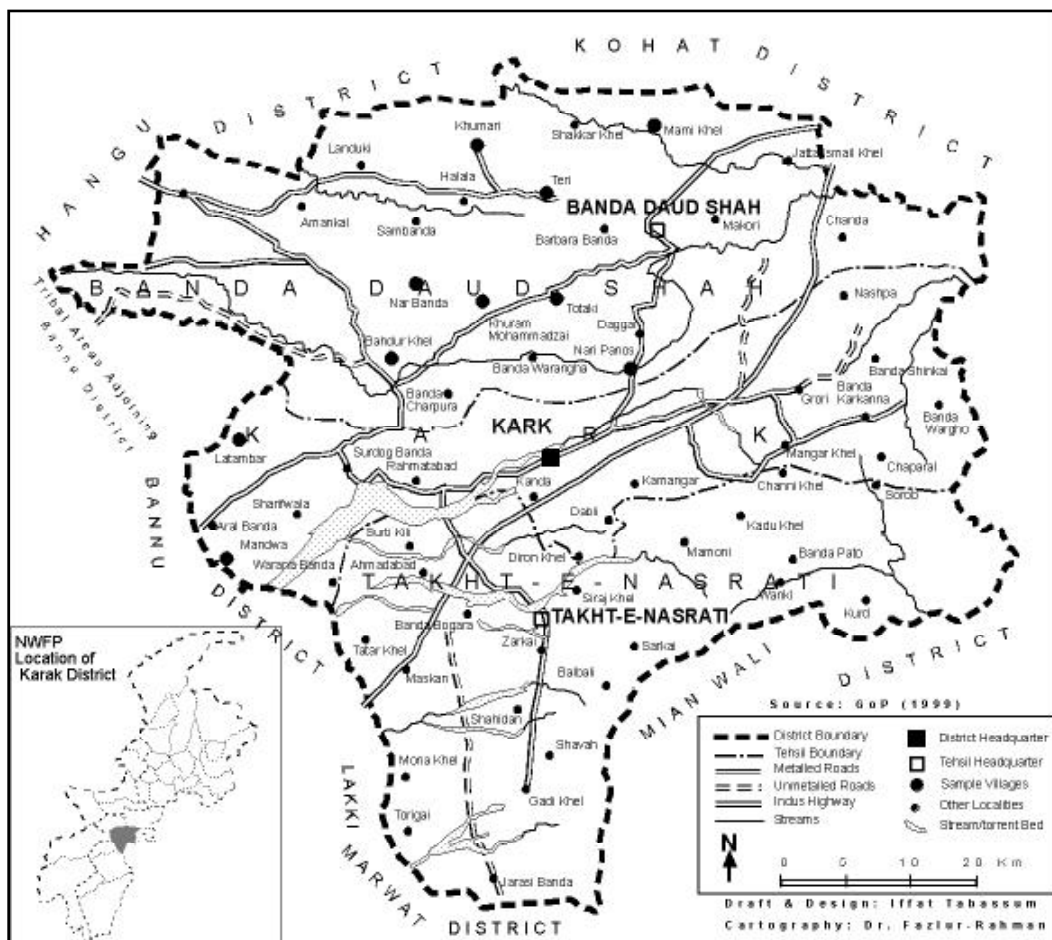 KOHAT DISTRICT
HANGU DISTRICT
Khumari
Shakkar Khel
Mami Khel
Landuki
Jatta Ismail Khel
Halala
Teri
BANDA DAUD SHAH
Amankal
Sambanda
Barbara Banda
Makori
Chanda
Tribal Areas Adjoining
Bannu District
BANDA DAUD SHAH
Nar Banda
Khuram
Mohammadzai
Totaki
Nashpa
Daggar
Bandur Khel
Nari Panos
Banda Warangha
Banda Shinkai
Banda
Charpura
Grori
Banda
Karkanna
Banda
Wargho
KARK
KARK
Latambar
Surdog Banda
Rahmatabad
Mangar Khel
Chaparai
Kanda
Kamangar
Channi Khel
Sorob
Sharifwala
Aral Banda
Dabli
Kadu Khel
Surti Kili
Mandwa
Diron Khel
Mamoni
Banda Pato
Warana Banda
Ahmadabad
TAKHT-E-NASRATI
Siraj Khel
Wanki
Kurd
BANNU DISTRICT
Banda Bogara
TAKHT-E-NASRATI
Zarkai
Sarkai
Tatar Khel
Maskan
Balbali
MIAN WALI DISTRICT
Shahidan
Shavah
Mona Khel
Gadi Khel
Torigai
Jarasi Banda
LAKKI MARWAT DISTRICT
NWFP
Location of
Karak District
Source: GoP (1999)
District Boundary
Tehsil Boundary
Metalled Roads
Unmetalled Roads
Indus Highway
Streams
District Headquarter
Tehsil Headquarter
Sample Villages
Other Localities
Stream/torrent Bed
N
0 5 10 20 Km
Draft & Design: Iffat Tabassum
Cartography: Dr. Fazlur-Rahman